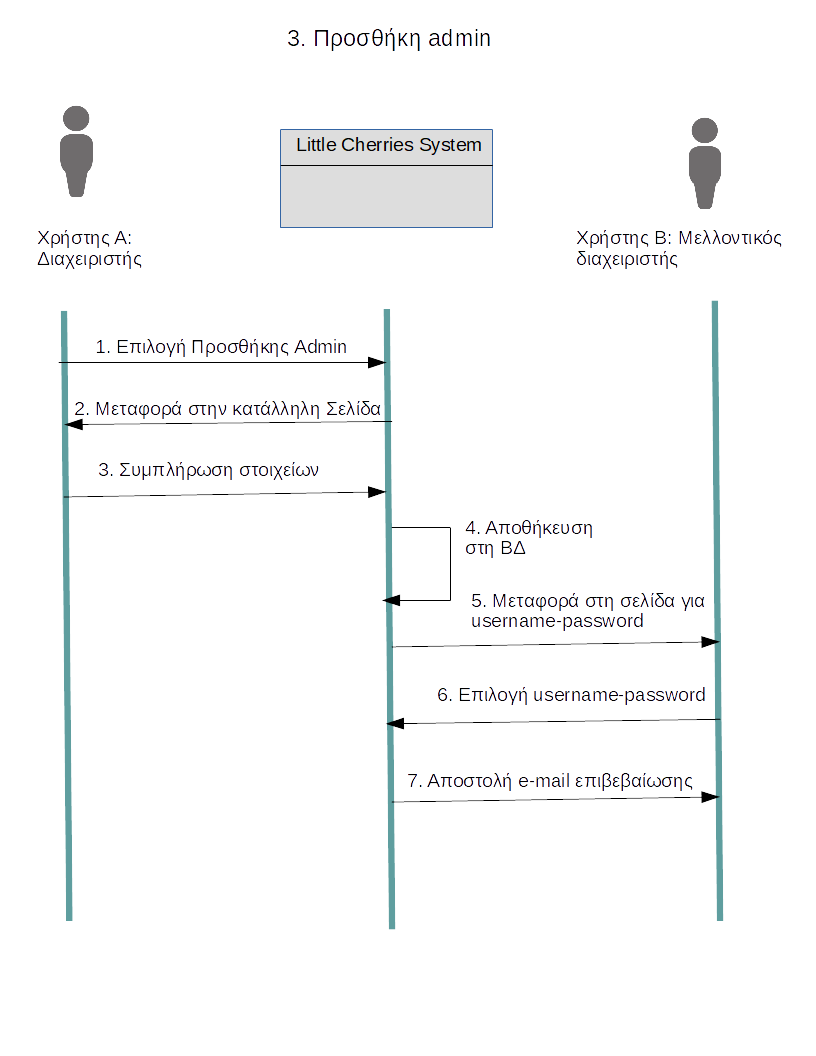 3. Προσθήκη admin
Little Cherries System
Χρήστης Α:
Διαχειριστής
Χρήστης Β: Μελλοντικός
διαχειριστής
1. Επιλογή Προσθήκης Admin
2. Μεταφορά στην κατάλληλη Σελίδα
3. Συμπλήρωση στοιχείων
4. Αποθήκευση
στη ΒΔ
5. Μεταφορά στη σελίδα για
username-password
6. Επιλογή username-password
7. Αποστολή e-mail επιβεβαίωσης